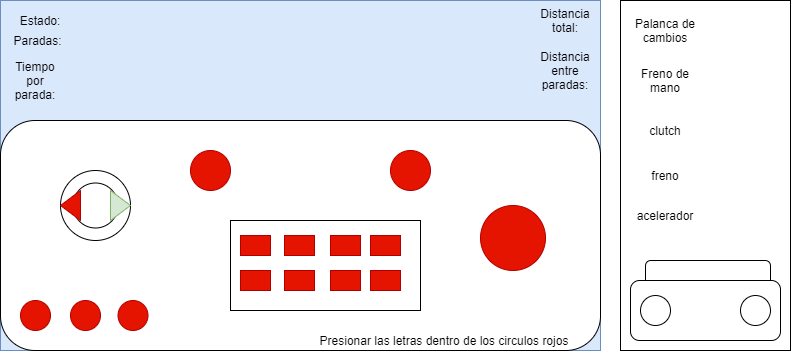 Estado:
Paradas:
Tiempo
por
parada:
Distancia
total:
Distancia
entre
paradas:
Presionar las letras dentro de los circulos rojos
Palanca de
cambios
Freno de
mano
clutch
freno
acelerador